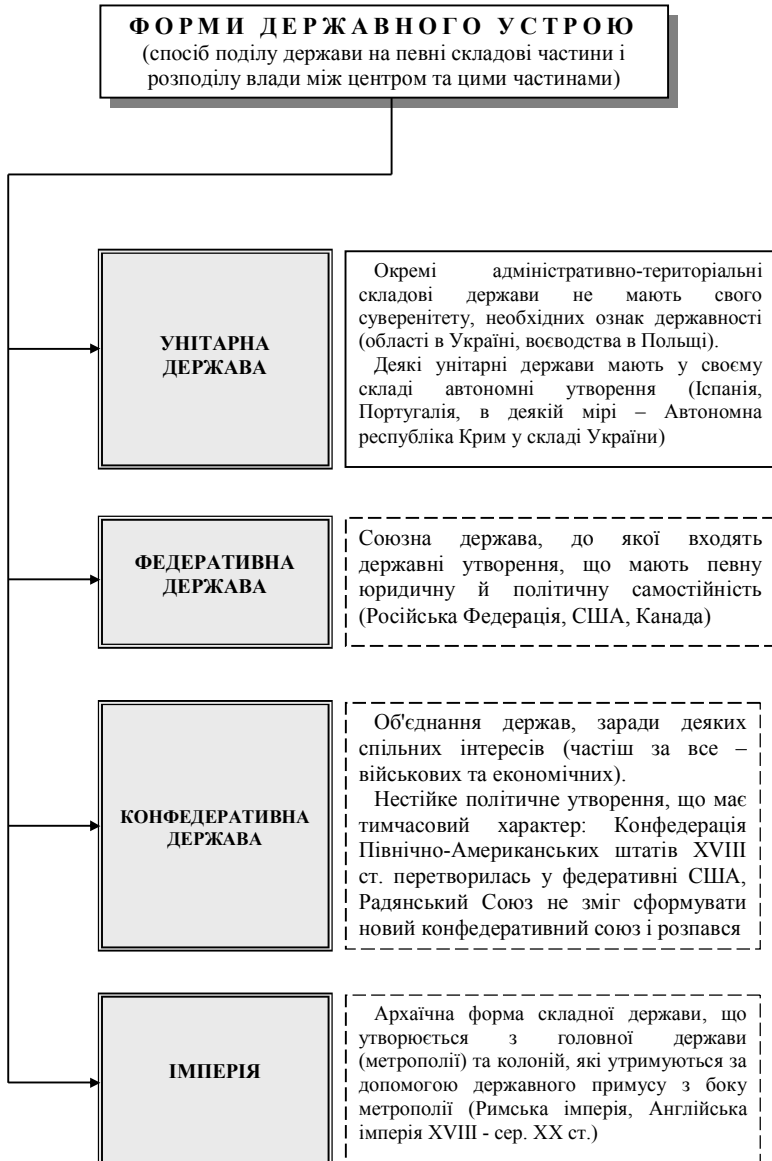 ФОРМИ ДЕРЖАВНОГО УСТРОЮ
(спосіб поділу держави на певні складові частини і
розподілу влади між центром та цими частинами)
УНІТАРНА
ДЕРЖАВА
Окремі адміністративно-територіальні
складові держави не мають свого
суверенітету, необхідних ознак державності
(області в Україні, воєводства в Польщі).
Деякі унітарні держави мають у своєму
складі автономні утворення (Іспанія,
Португалія, в деякій мірі – Автономна
республіка Крим у складі України)
ФЕДЕРАТИВНА
ДЕРЖАВА
Союзна держава, до якої входять
державні утворення, що мають певну
юридичну й політичну самостійність
(Російська Федерація, США, Канада)
КОНФЕДЕРАТИВНА
ДЕРЖАВА
Об'єднання держав, заради деяких
спільних інтересів (частіш за все –
військових та економічних).
Нестійке політичне утворення, що має
тимчасовий характер: Конфедерація
Північно-Американських штатів XVIII
ст. перетворилась у федеративні США,
Радянський Союз не зміг сформувати
новий конфедеративний союз і розпався
ІМПЕРІЯ
Архаїчна форма складної держави, що
утворюється з головної держави
(метрополії) та колоній, які утримуються за
допомогою державного примусу з боку
метрополії (Римська імперія, Англійська
імперія XVIII - сер. XX ст.)